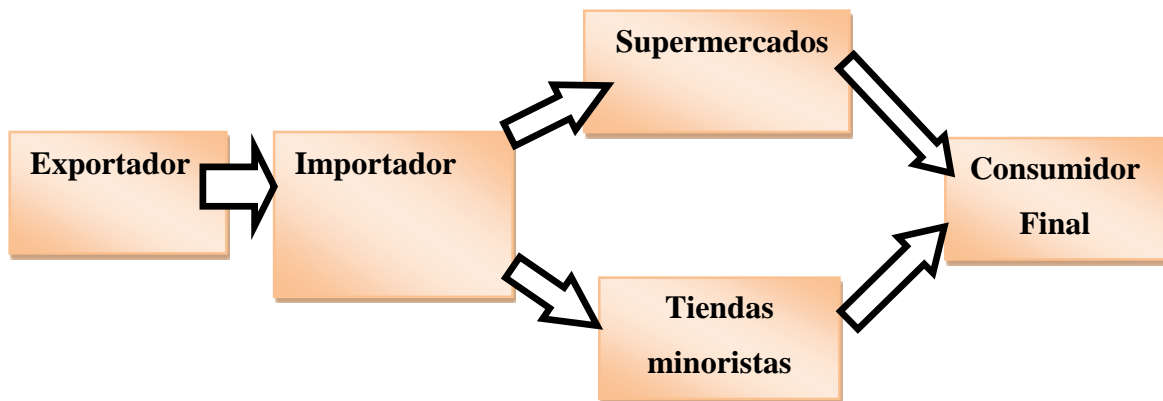 Exportador
Importador
Supermercados
Tiendas
minoristas
Consumidor
Final